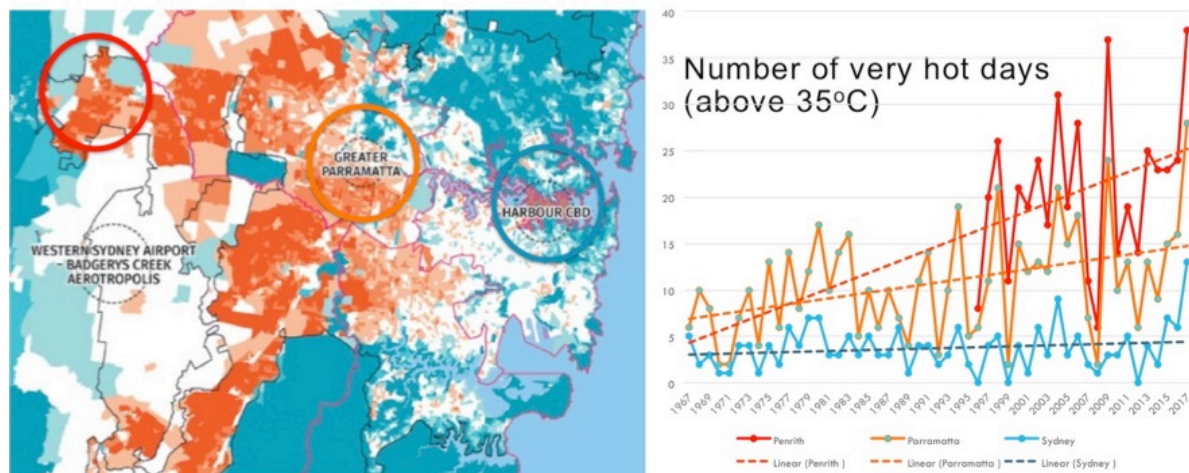 GREATER
PARRAMATTA
HARBOUR CBD
WESTERN SYDNEY AIRPORT
– BADGERYS CREEK
AEROTROPOLIS
Number of very hot days
(above 35°C)
40
35
30
25
20
15
10
5
0
1967
1969
1971
1973
1975
1977
1979
1981
1983
1985
1987
1989
1991
1993
1995
1997
1999
2001
2003
2005
2007
2009
2011
2013
2015
2017
Penrith
Parramatta
Sydney
Linear (Penrith )
Linear (Parramatta )
Linear (Sydney )